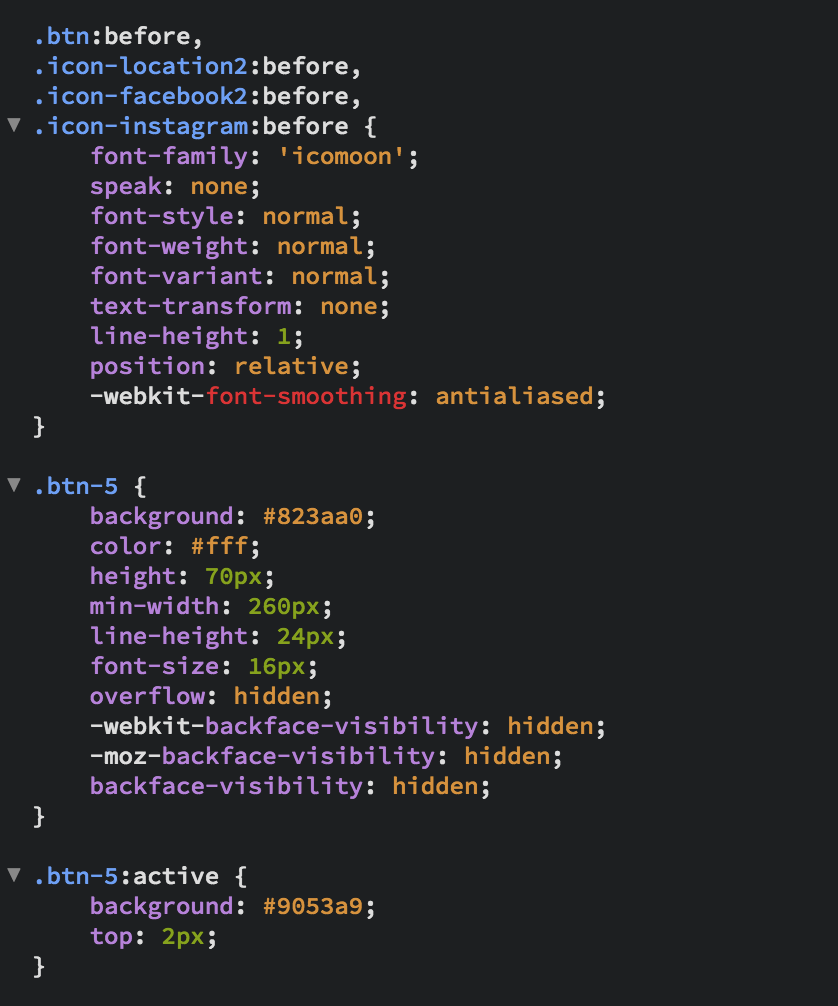 .btn:before,
.icon-location2:before,
.icon-facebook2:before,
.icon-instagram:before {
    font-family: 'icomoon';
    speak: none;
    font-style: normal;
    font-weight: normal;
    font-variant: normal;
    text-transform: none;
    line-height: 1;
    position: relative;
    -webkit-font-smoothing: antialiased;
}

.btn-5 {
    background: #823aa0;
    color: #fff;
    height: 70px;
    min-width: 260px;
    line-height: 24px;
    font-size: 16px;
    overflow: hidden;
    -webkit-backface-visibility: hidden;
    -moz-backface-visibility: hidden;
    backface-visibility: hidden;
}

.btn-5:active {
    background: #9053a9;
    top: 2px;
}